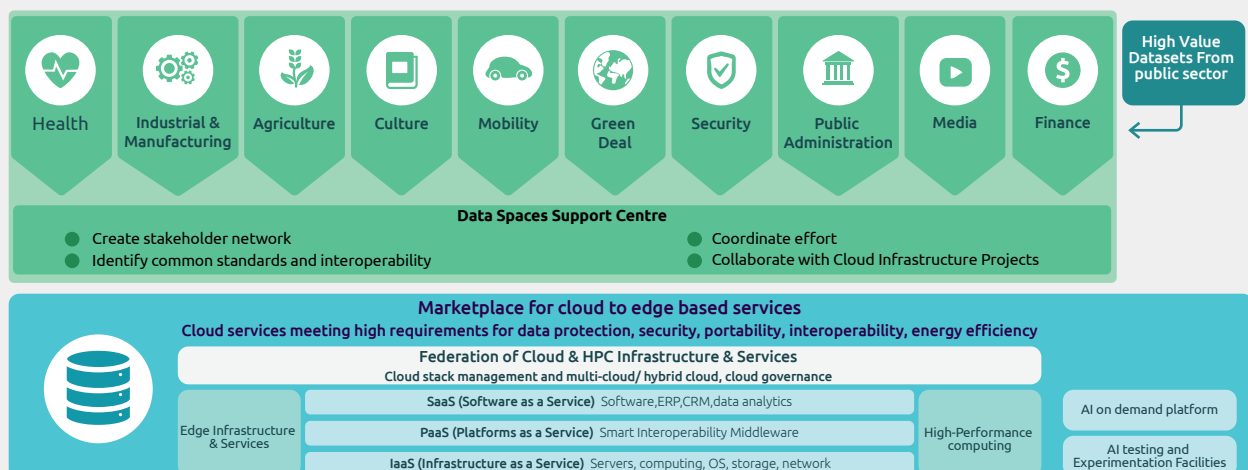 Health
Industrial &
Manufacturing
Agriculture
Culture
Mobility
Green
Deal
Security
Public
Administration
Media
Finance
High Value
Datasets From
public sector
Data Spaces Support Centre
Create stakeholder network
Identify common standards and interoperability
Coordinate effort
Collaborate with Cloud Infrastructure Projects
Marketplace for cloud to edge based services
Cloud services meeting high requirements for data protection, security, portability, interoperability, energy efficiency
Federation of Cloud & HPC Infrastructure & Services
Cloud stack management and multi-cloud/ hybrid cloud, cloud governance
Edge Infrastructure
& Services
SaaS (Software as a Service) Software,ERP,CRM,data analytics
PaaS (Platforms as a Service) Smart Interoperability Middleware
IaaS (Infrastructure as a Service) Servers, computing, OS, storage, network
High-Performance
computing
AI on demand platform
AI testing and
Experimentation Facilities